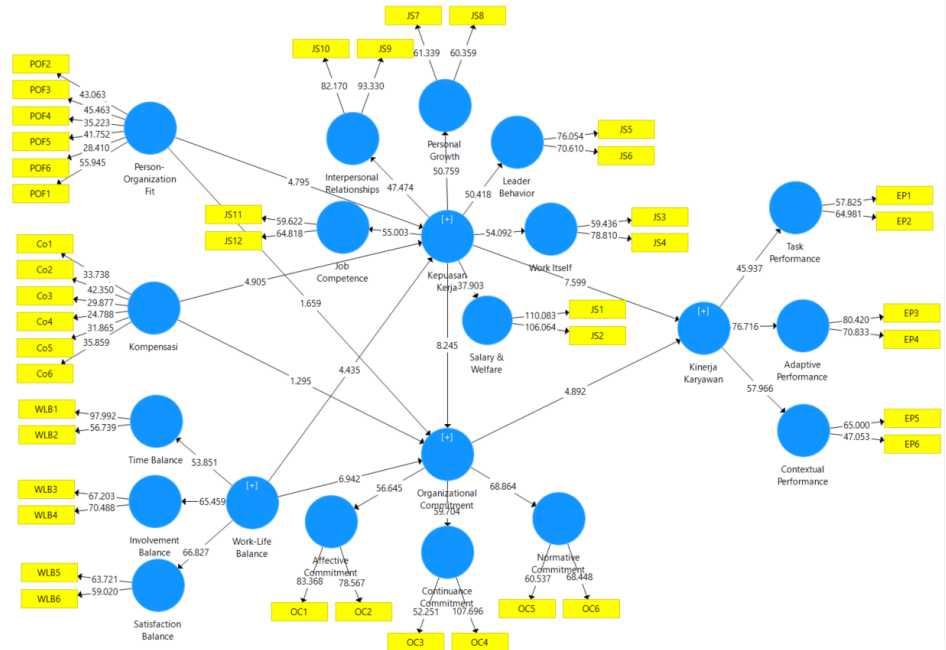 JS7
JS8
JS10
JS9
61.339
60.359
POF2
POF3
POF4
POF5
POF6
POF1
43.063
45.463
35.223
41.752
28.410
55.945
Person-
Organization
Fit
82.170
93.330
Interpersonal
Relationships
Personal
Growth
50.759
47.474
Leader
Behavior
50.418
76.054
70.610
JS5
JS6
4.795
JS11
JS12
59.622
64.818
Job
Competence
55.003
[+]
Kepuasan
Kerja
54.092
Work Itself
59.436
78.810
JS3
JS4
Task
Performance
57.825
64.981
EP1
EP2
45.937
Co1
Co2
Co3
Co4
Co5
Co6
33.738
42.350
29.877
24.788
31.865
35.859
Kompensasi
4.905
1.659
37.903
7.599
Salary &
Welfare
110.083
106.064
JS1
JS2
8.245
[+]
Kinerja
Karyawan
76.716
Adaptive
Performance
80.420
70.833
EP3
EP4
1.295
4.435
4.892
57.966
Contextual
Performance
65.000
47.053
EP5
EP6
WLB1
WLB2
97.992
56.739
Time Balance
53.851
WLB3
WLB4
67.203
70.488
Involvement
Balance
65.459
[+]
Work-Life
Balance
6.942
[+]
Organizational
Commitment
66.827
WLB5
WLB6
63.721
59.020
Satisfaction
Balance
56.645
59.704
68.864
Affective
Commitment
83.368
78.567
OC1
OC2
Continuance
Commitment
52.251
107.696
OC3
OC4
Normative
Commitment
60.537
68.448
OC5
OC6